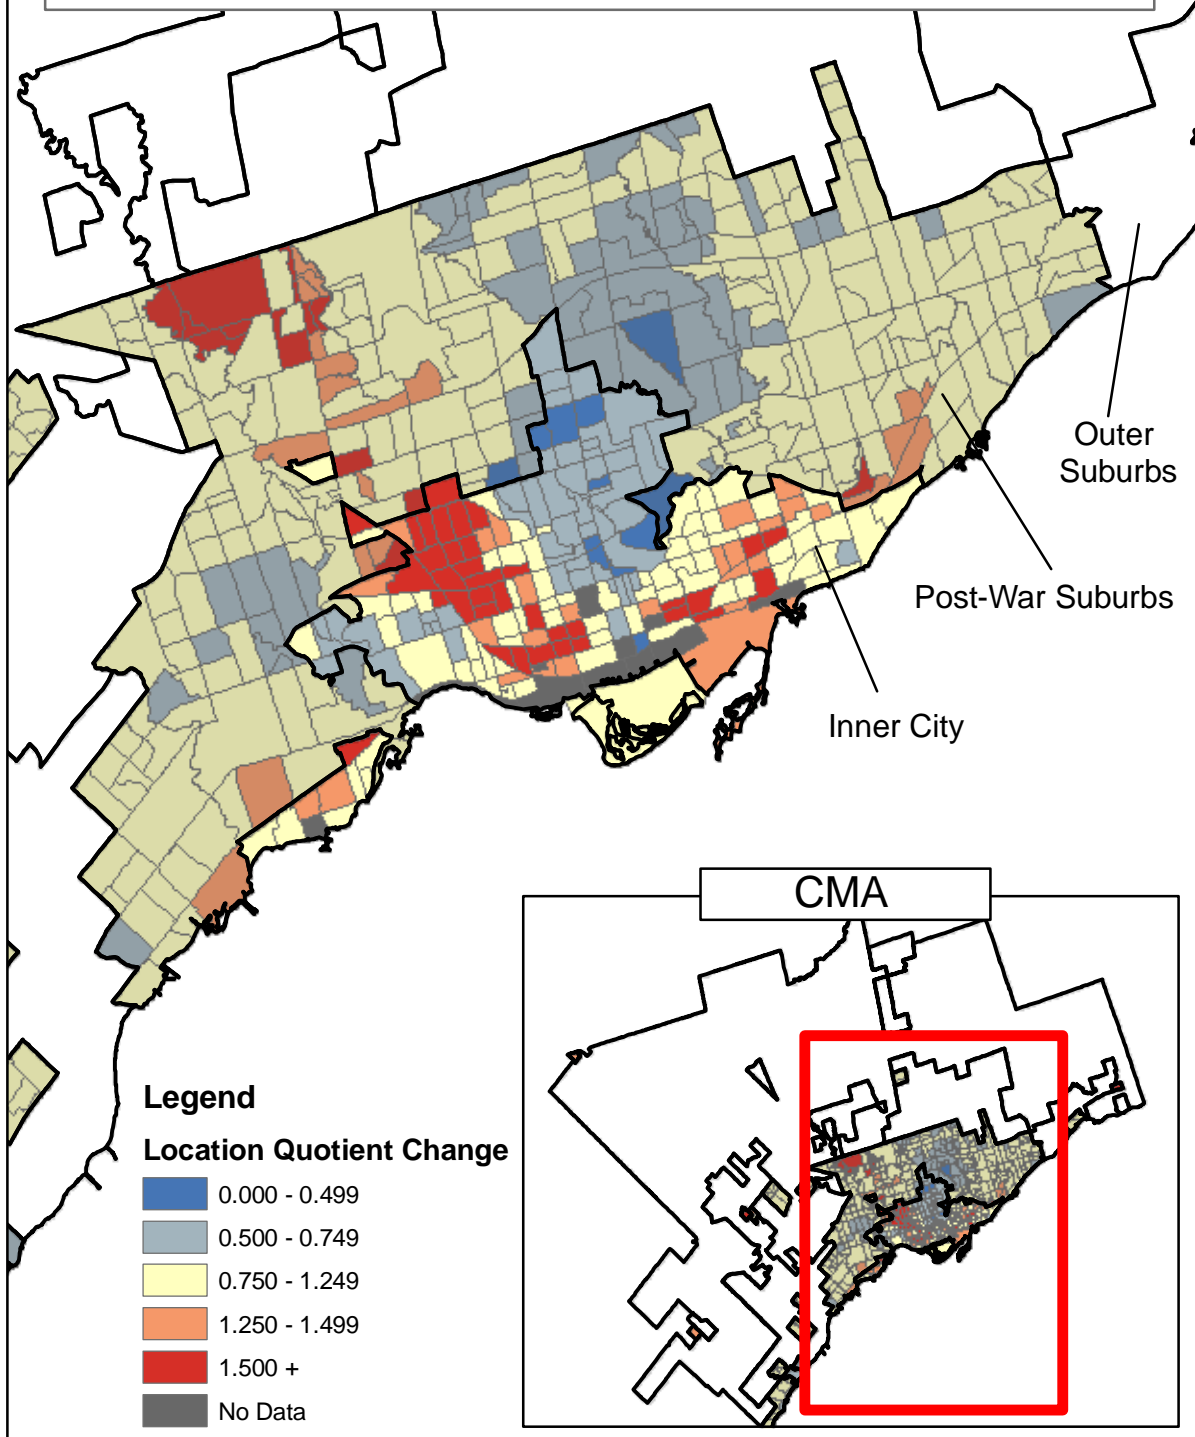 Outer
Suburbs
Post-War Suburbs
Inner City
CMA
Legend
Location Quotient Change
0.000 - 0.499
0.500 - 0.749
0.750 - 1.249
1.250 - 1.499
1.500 +
No Data